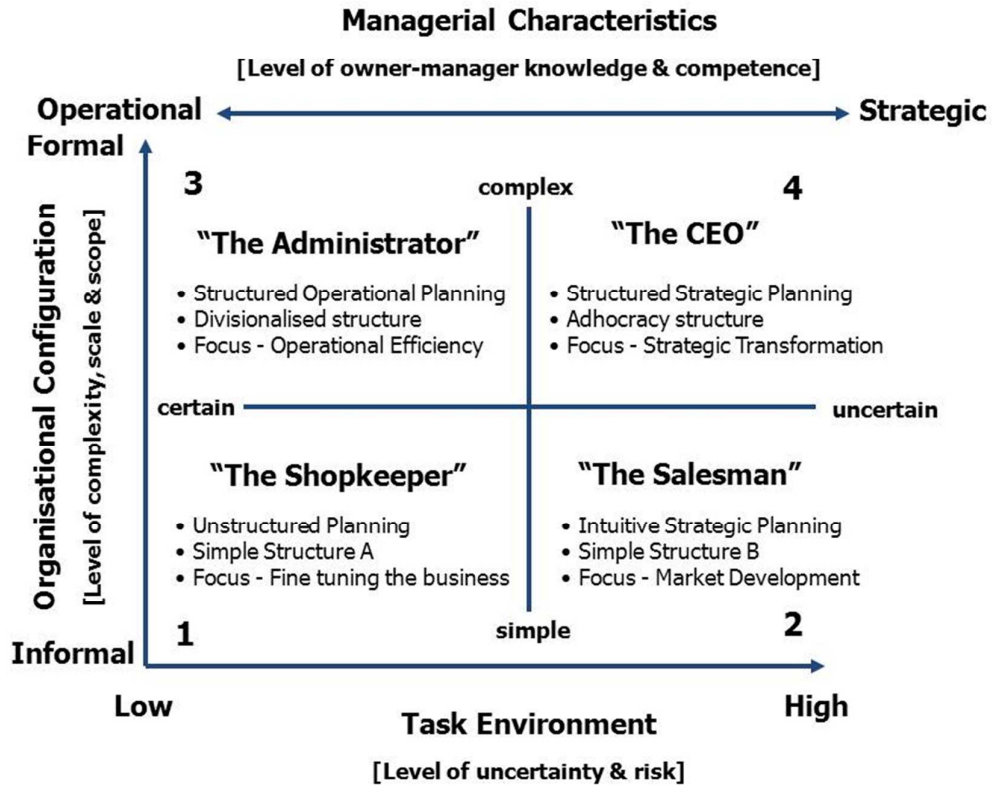 Managerial Characteristics
[Level of owner-manager knowledge & competence]
Operational
Strategic
Formal
Organisational Configuration
[Level of complexity, scale & scope]
3
complex
4
"The Administrator"
• Structured Operational Planning
• Divisionalised structure
• Focus - Operational Efficiency
"The CEO"
• Structured Strategic Planning
• Adhocracy structure
• Focus - Strategic Transformation
certain
uncertain
"The Shopkeeper"
• Unstructured Planning
• Simple Structure A
• Focus - Fine tuning the business
"The Salesman"
• Intuitive Strategic Planning
• Simple Structure B
• Focus - Market Development
1
simple
2
Informal
Low
High
Task Environment
[Level of uncertainty & risk]